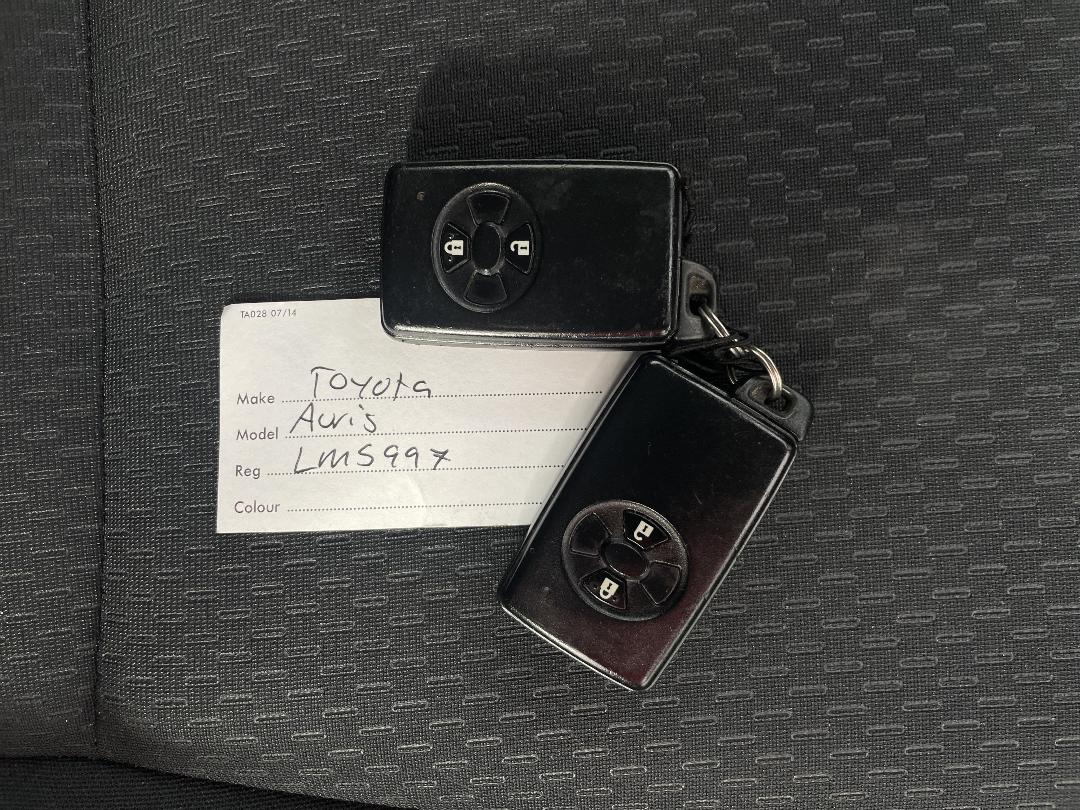 TA028 07/14
Make Toyota
Model Auris
Reg LMS997
Colour